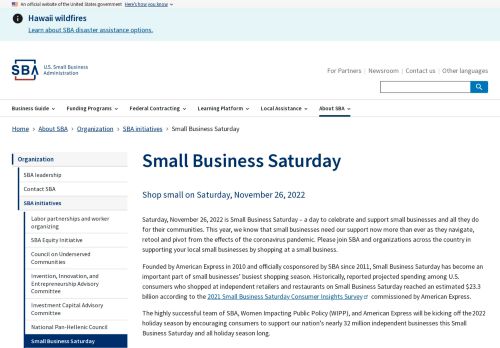 An official website of the United States government Here's how you know
Hawaii wildfires
Learn about SBA disaster assistance options.
SBA
U.S. Small Business
Administration
For Partners | Newsroom | Contact us | Other languages
Business Guide Funding Programs Federal Contracting Learning Platform Local Assistance About SBA
Home › About SBA › Organization › SBA initiatives › Small Business Saturday
Organization
SBA leadership
Contact SBA
SBA initiatives
Labor partnerships and worker
organizing
SBA Equity Initiative
Council on Underserved
Communities
Invention, Innovation, and
Entrepreneurship Advisory
Committee
Investment Capital Advisory
Committee
National Pan-Hellenic Council
Small Business Saturday
Small Business Saturday
Shop small on Saturday, November 26, 2022
Saturday, November 26, 2022 is Small Business Saturday – a day to celebrate and support small businesses and all they do
for their communities. This year, we know that small businesses need our support now more than ever as they navigate,
retool and pivot from the effects of the coronavirus pandemic. Please join SBA and organizations across the country in
supporting your local small businesses by shopping at a small business.
Founded by American Express in 2010 and officially cosponsored by SBA since 2011, Small Business Saturday has become an
important part of small businesses' busiest shopping season. Historically, reported projected spending among U.S.
consumers who shopped at independent retailers and restaurants on Small Business Saturday reached an estimated $23.3
billion according to the 2021 Small Business Saturday Consumer Insights Survey commissioned by American Express.
The highly successful team of SBA, Women Impacting Public Policy (WIPP), and American Express will be kicking off the 2022
holiday season by encouraging consumers to support our nation's nearly 32 million independent businesses this Small
Business Saturday and all holiday season long.